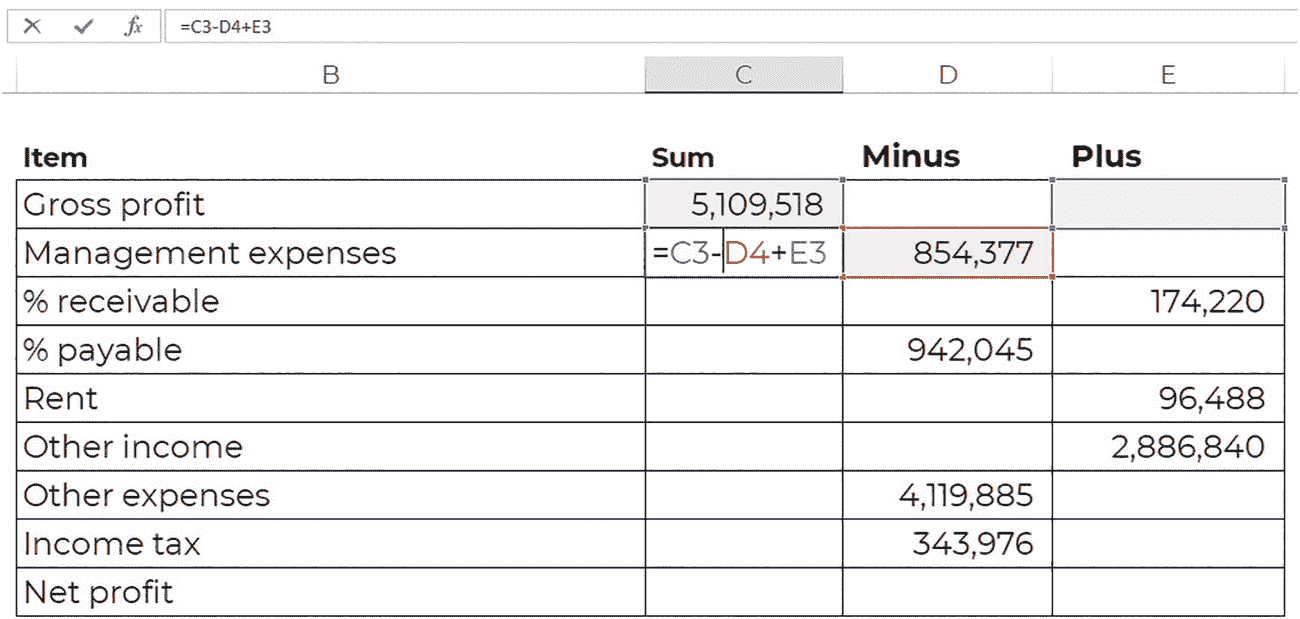 =C3-D4+E3
B C D E
Item Sum Minus Plus
Gross profit 5,109,518
Management expenses =C3-D4+E3 854,377
% receivable 174,220
% payable 942,045
Rent 96,488
Other income 2,886,840
Other expenses 4,119,885
Income tax 343,976
Net profit